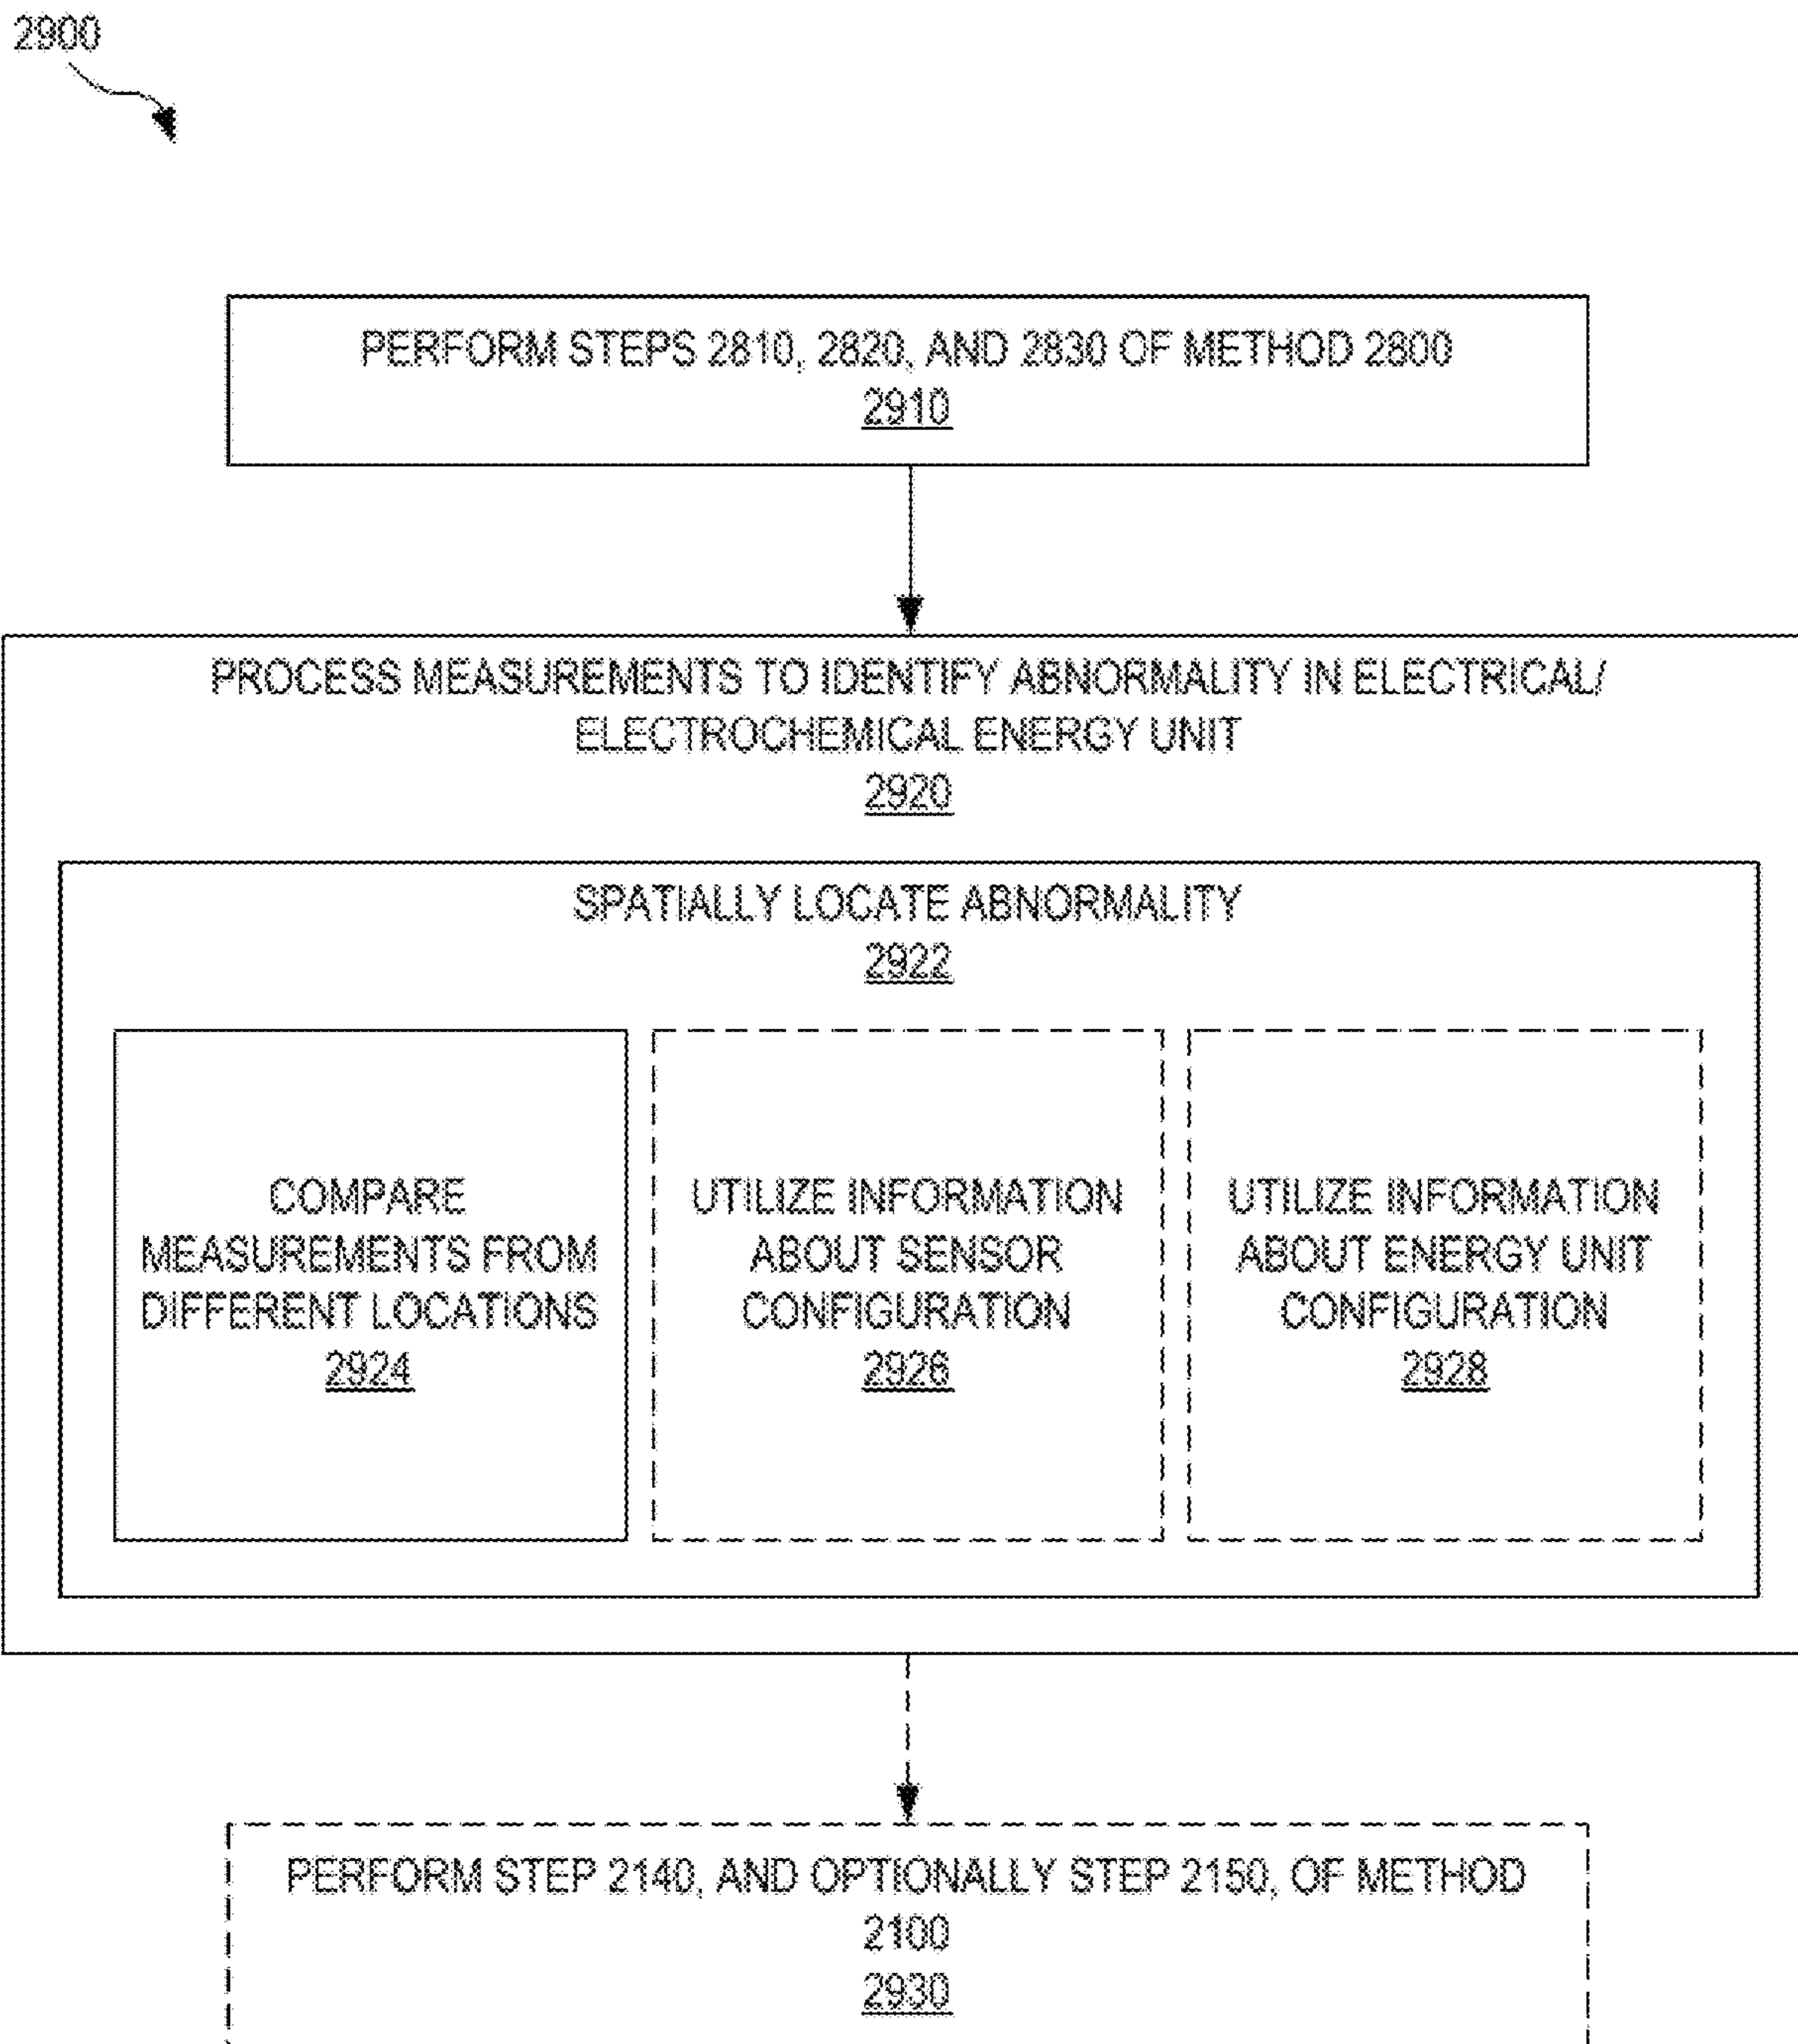 2900
PERFORM STEPS 2810, 2820, AND 2830 OF METHOD 2800
2910
PROCESS MEASUREMENTS TO IDENTIFY ABNORMALITY IN ELECTRICAL/
ELECTROCHEMICAL ENERGY UNIT
2920
SPATIALLY LOCATE ABNORMALITY
2922
COMPARE
MEASUREMENTS FROM
DIFFERENT LOCATIONS
2924
UTILIZE INFORMATION
ABOUT SENSOR
CONFIGURATION
2926
UTILIZE INFORMATION
ABOUT ENERGY UNIT
CONFIGURATION
2928
PERFORM STEP 2140, AND OPTIONALLY STEP 2150, OF METHOD
2100
2930